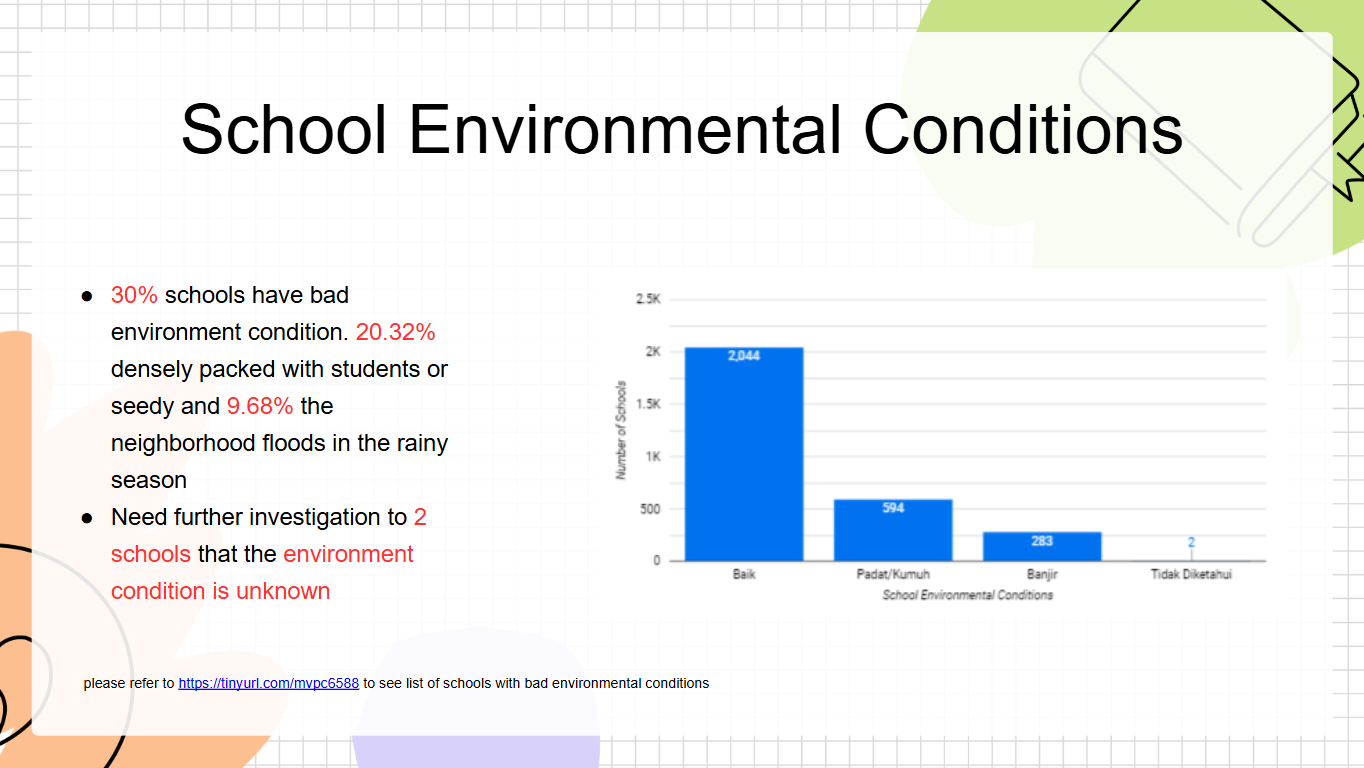 School Environmental Conditions
● 30% schools have bad
environment condition. 20.32%
densely packed with students or
seedy and 9.68% the
neighborhood floods in the rainy
season
● Need further investigation to 2
schools that the environment
condition is unknown
2.5K
2K
1.5K
1K
500
0
Number of Schools
2,044
594
283
2
Baik
Padat/Kumuh
Banjir
Tidak Diketahui
School Environmental Conditions
please refer to https://tinyurl.com/mvpc6588 to see list of schools with bad environmental conditions